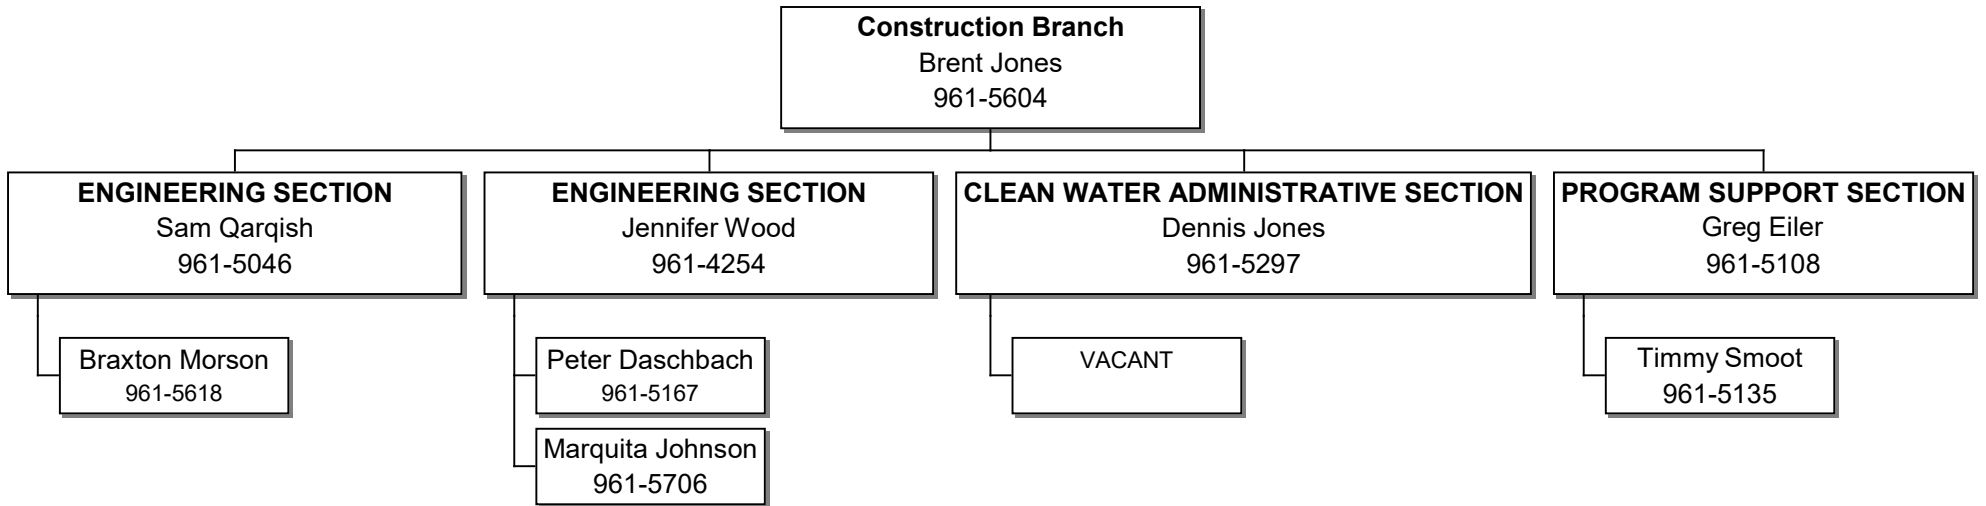 Construction Branch
Brent Jones
961-5604
ENGINEERING SECTION
Sam Qarqish
961-5046
ENGINEERING SECTION
Jennifer Wood
961-4254
CLEAN WATER ADMINISTRATIVE SECTION
Dennis Jones
961-5297
PROGRAM SUPPORT SECTION
Greg Eiler
961-5108
Braxton Morson
961-5618
Peter Daschbach
961-5167
Marquita Johnson
961-5706
VACANT
Timmy Smoot
961-5135